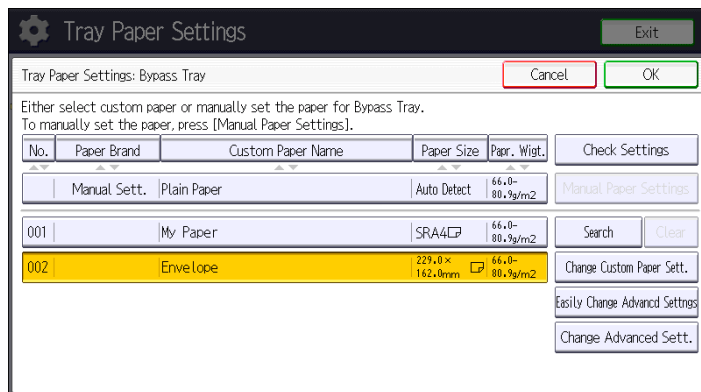 Tray Paper Settings
Exit
Tray Paper Settings: Bypass Tray
Cancel
OK
Either select custom paper or manually set the paper for Bypass Tray.
To manually set the paper, press [Manual Paper Settings].
No. Paper Brand Custom Paper Name Paper Size Papr. Wigt.
Check Settings
Manual Sett. Plain Paper Auto Detect 66.0-
80.9g/m2
Manual Paper Settings
001 My Paper SRA4 66.0-
80.9g/m2
Search Clear
002 Envelope 229.0× 66.0-
162.0mm 80.9g/m2
Change Custom Paper Sett.
Easily Change Advancd Settngs
Change Advanced Sett.